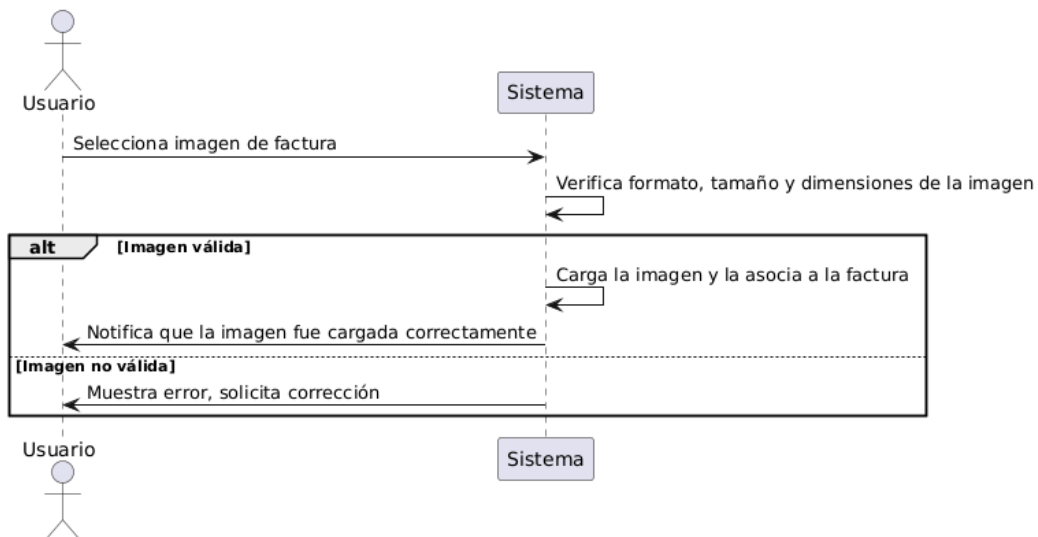 Usuario
Sistema
Selecciona imagen de factura
Verifica formato, tamaño y dimensiones de la imagen
alt
[Imagen válida]
Carga la imagen y la asocia a la factura
Notifica que la imagen fue cargada correctamente
[Imagen no válida]
Muestra error, solicita corrección
Usuario
Sistema